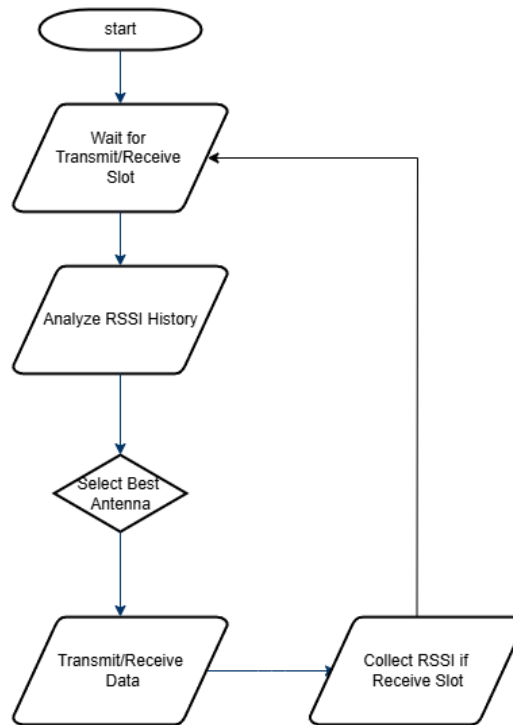 start
Wait for
Transmit/Receive
Slot
Analyze RSSI History
Select Best
Antenna
Transmit/Receive
Data
Collect RSSI if
Receive Slot